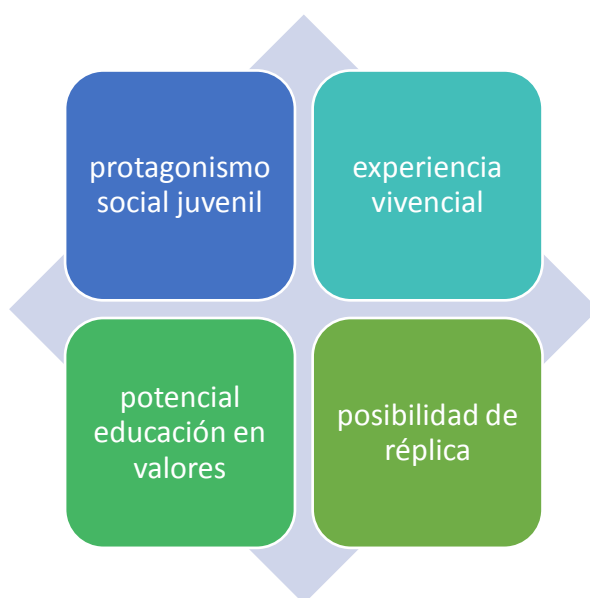 protagonismo
social juvenil
experiencia
vivencial
potencial
educación en
valores
posibilidad de
réplica